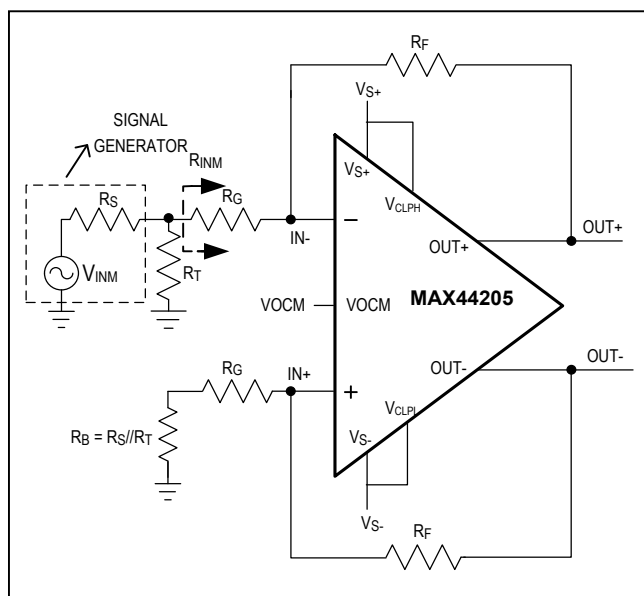 RF
VS+
SIGNAL
GENERATOR
RINM
VS+
VCLPH
RS
RG
IN-
−
OUT+
OUT+
VINM
RT
VOCM
VOCM
MAX44205
RG
IN+
+
OUT-
OUT-
RB = RS//RT
VCLPL
VS-
VS-
RF